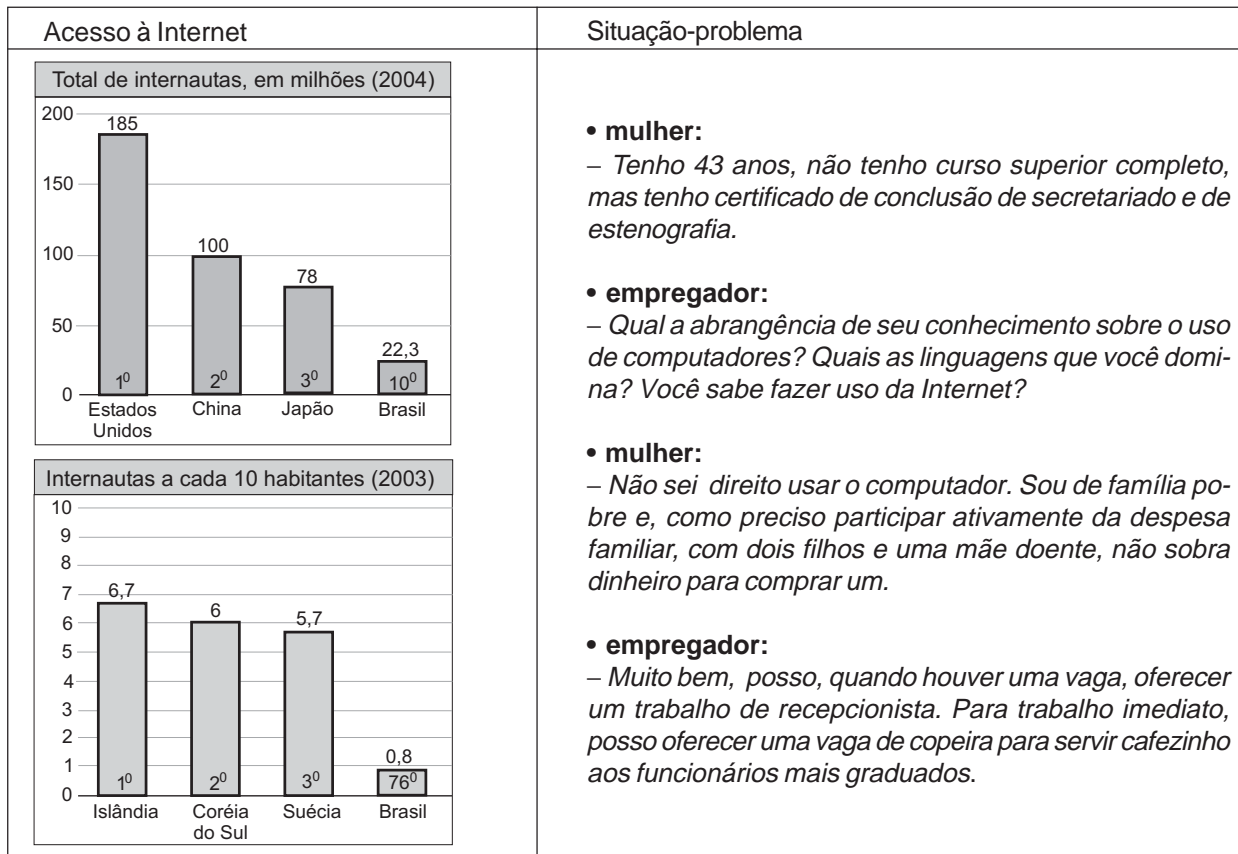 Acesso à Internet
Total de internautas, em milhões (2004)
200
150
100
50
0
185
100
78
22,3
1⁰
2⁰
3⁰
10⁰
Estados
Unidos
China
Japão
Brasil
Internautas a cada 10 habitantes (2003)
10
9
8
7
6
5
4
3
2
1
0
6,7
6
5,7
0,8
1⁰
2⁰
3⁰
76⁰
Islândia
Coréia
do Sul
Suécia
Brasil
Situação-problema
• mulher:
– Tenho 43 anos, não tenho curso superior completo,
mas tenho certificado de conclusão de secretariado e de
estenografia.
• empregador:
– Qual a abrangência de seu conhecimento sobre o uso
de computadores? Quais as linguagens que você domi-
na? Você sabe fazer uso da Internet?
• mulher:
– Não sei direito usar o computador. Sou de família po-
bre e, como preciso participar ativamente da despesa
familiar, com dois filhos e uma mãe doente, não sobra
dinheiro para comprar um.
• empregador:
– Muito bem, posso, quando houver uma vaga, oferecer
um trabalho de recepcionista. Para trabalho imediato,
posso oferecer uma vaga de copeira para servir cafezinho
aos funcionários mais graduados.